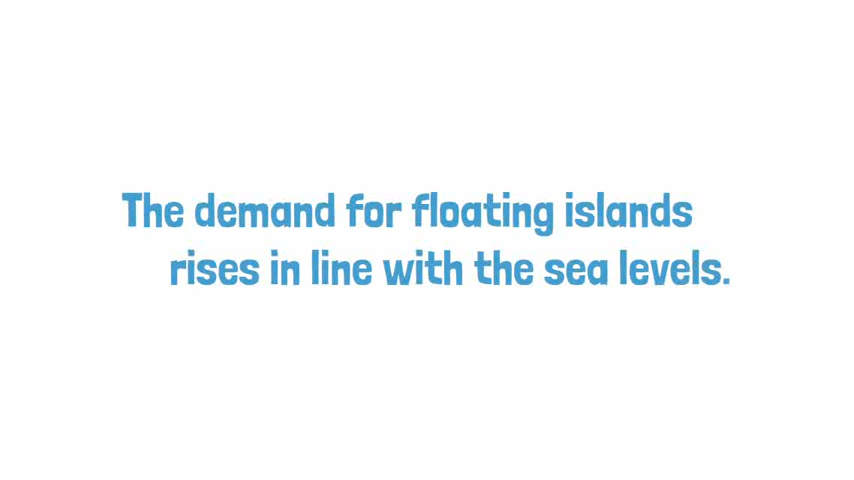 The demand for floating islands
rises in line with the sea levels.